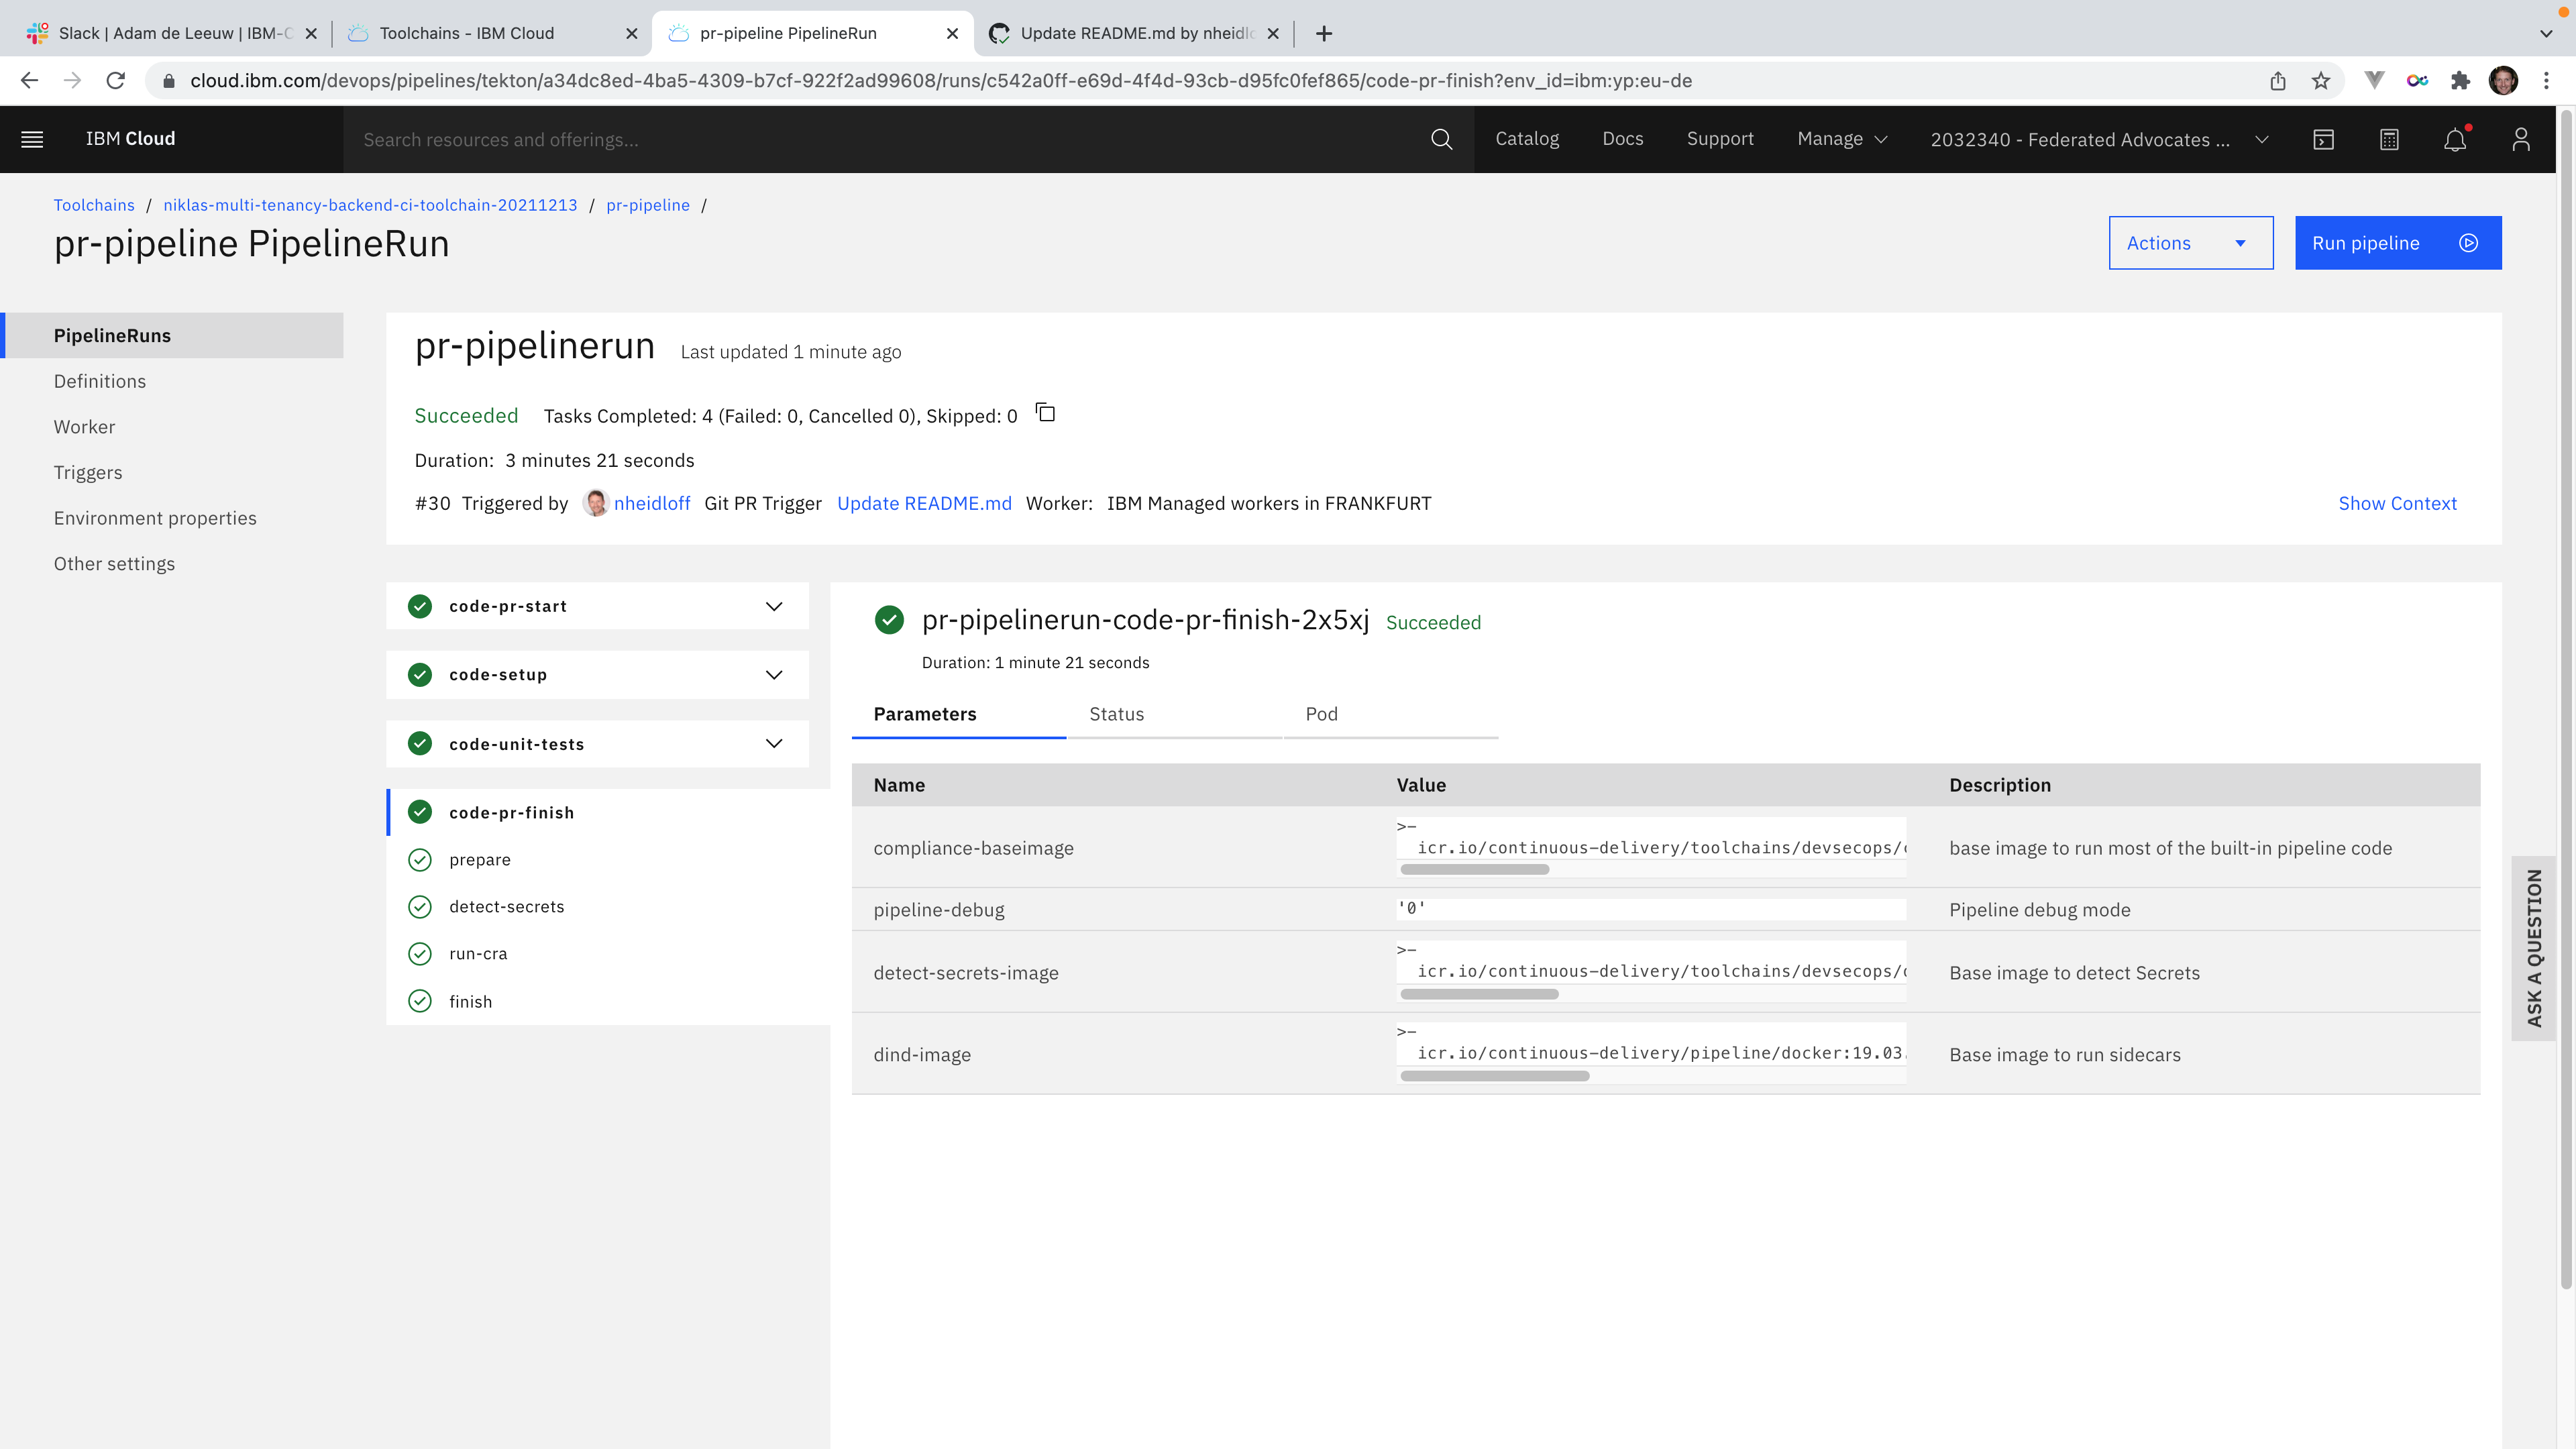 Slack | Adam de Leeuw | IBM-C
Toolchains - IBM Cloud
pr-pipeline PipelineRun
Update README.md by nheidlo
cloud.ibm.com/devops/pipelines/tekton/a34dc8ed-4ba5-4309-b7cf-922f2ad99608/runs/c542a0ff-e69d-4f4d-93cb-d95fc0fef865/code-pr-finish?env_id=ibm:yp:eu-de
IBM Cloud
Search resources and offerings...
Catalog
Docs
Support
Manage
2032340 - Federated Advocates ...
Toolchains / niklas-multi-tenancy-backend-ci-toolchain-20211213 / pr-pipeline /
pr-pipeline PipelineRun
Actions
Run pipeline
PipelineRuns
Definitions
Worker
Triggers
Environment properties
Other settings
pr-pipelinerun Last updated 1 minute ago
Succeeded Tasks Completed: 4 (Failed: 0, Cancelled 0), Skipped: 0
Duration: 3 minutes 21 seconds
#30 Triggered by nheidloff Git PR Trigger Update README.md Worker: IBM Managed workers in FRANKFURT
Show Context
code-pr-start
code-setup
code-unit-tests
code-pr-finish
prepare
detect-secrets
run-cra
finish
pr-pipelinerun-code-pr-finish-2x5xj Succeeded
Duration: 1 minute 21 seconds
Parameters
Status
Pod
Name Value Description
compliance-baseimage
>-
icr.io/continuous-delivery/toolchains/devsecops/
base image to run most of the built-in pipeline code
pipeline-debug
'0'
Pipeline debug mode
detect-secrets-image
>-
icr.io/continuous-delivery/toolchains/devsecops/
Base image to detect Secrets
dind-image
>-
icr.io/continuous-delivery/pipeline/docker:19.03.
Base image to run sidecars
ASK A QUESTION